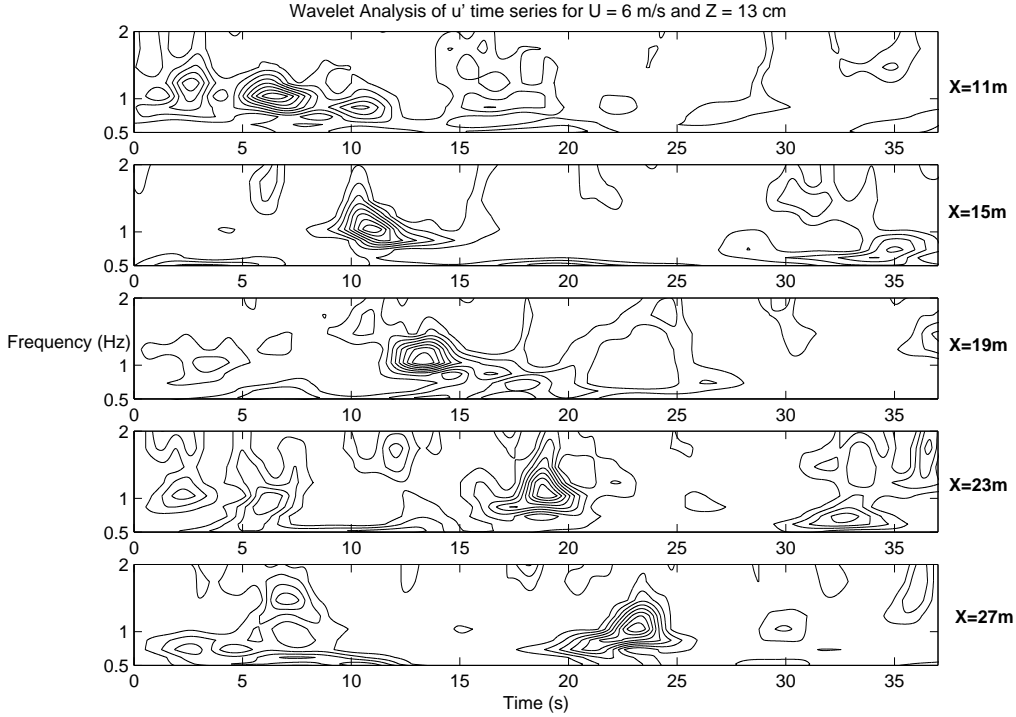 Wavelet Analysis of u' time series for U = 6 m/s and Z = 13 cm
2
1
0.5
0 5 10 15 20 25 30 35
X=11m
2
1
0.5
0 5 10 15 20 25 30 35
X=15m
2
Frequency (Hz)
1
0.5
0 5 10 15 20 25 30 35
X=19m
2
1
0.5
0 5 10 15 20 25 30 35
X=23m
2
1
0.5
0 5 10 15 20 25 30 35
X=27m
Time (s)